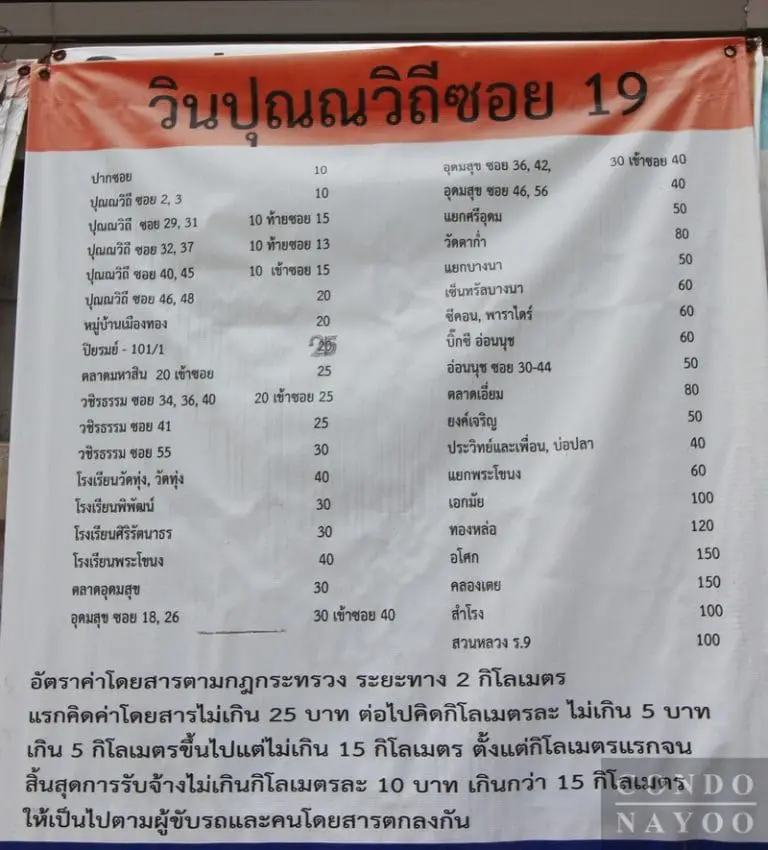 วินปุณณวิถีซอย 19
ปากซอย 10
ปุณณวิถี ซอย 2, 3 10
ปุณณวิถี ซอย 29, 31 10 ท้ายซอย 15
ปุณณวิถี ซอย 32, 37 10 ท้ายซอย 13
ปุณณวิถี ซอย 40, 45 10 เข้าซอย 15
ปุณณวิถี ซอย 46, 48 20
หมู่บ้านเมืองทอง 20
ปิยรมย์ - 101/1 25
ตลาดมหาสิน 20 เข้าซอย 25
วชิรธรรม ซอย 34, 36, 40 20 เข้าซอย 25
วชิรธรรม ซอย 41 25
วชิรธรรม ซอย 55 30
โรงเรียนวัดทุ่ง, วัดทุ่ง 40
โรงเรียนพิพัฒน์ 30
โรงเรียนศิริรัตนาธร 30
โรงเรียนพระโขนง 40
ตลาดอุดมสุข 30
อุดมสุข ซอย 18, 26 30 เข้าซอย 40
อุดมสุข ซอย 36, 42, 30 เข้าซอย 40
อุดมสุข ซอย 46, 56 40
แยกศรีอุดม 50
วัดตาก่ำ 80
แยกบางนา 50
เซ็นทรัลบางนา 60
ซีคอน, พาราไดร์ 60
บิ๊กซี อ่อนนุช 60
อ่อนนุช ซอย 30-44 50
ตลาดเอี่ยม 80
ยงค์เจริญ 50
ประวิทย์และเพื่อน, บ่อปลา 40
แยกพระโขนง 60
เอกมัย 100
ทองหล่อ 120
อโศก 150
คลองเตย 150
สำโรง 100
สวนหลวง ร.9 100
อัตราค่าโดยสารตามกฎกระทรวง ระยะทาง 2 กิโลเมตร
แรกคิดค่าโดยสารไม่เกิน 25 บาท ต่อไปคิดกิโลเมตรละ ไม่เกิน 5 บาท
เกิน 5 กิโลเมตรขึ้นไปแต่ไม่เกิน 15 กิโลเมตร ตั้งแต่กิโลเมตรแรกจน
สิ้นสุดการรับจ้างไม่เกินกิโลเมตรละ 10 บาท เกินกว่า 15 กิโลเมตร
ให้เป็นไปตามผู้ขับรถและคนโดยสารตกลงกัน
CONDO
NAYOO